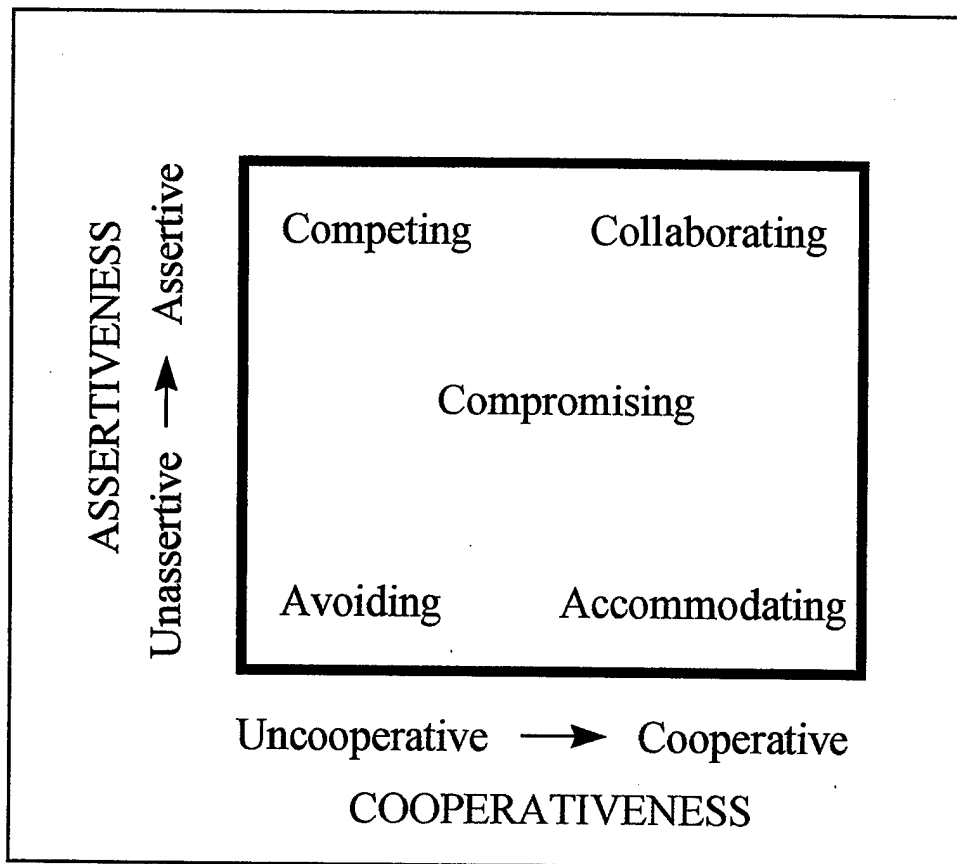 ASSERTIVENESS
Unassertive → Assertive
Competing Collaborating
Compromising
Avoiding Accommodating
Uncooperative → Cooperative
COOPERATIVENESS